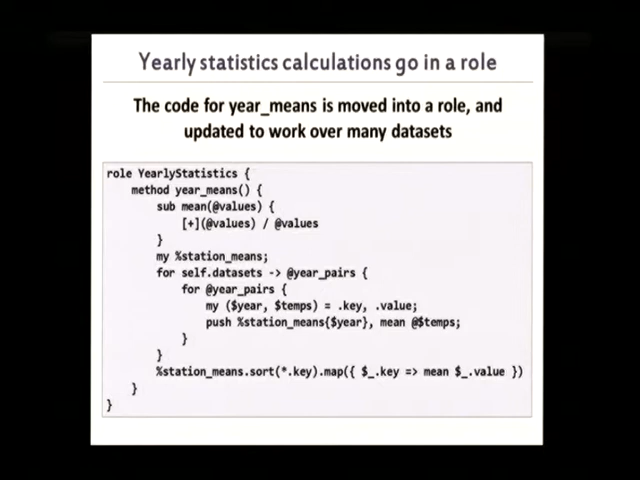 Yearly statistics calculations go in a role
The code for year_means is moved into a role, and
updated to work over many datasets
role YearlyStatistics {
method year_means() {
sub mean(@values) {
[+](@values) / @values
}
my %station_means;
for self.datasets -> @year_pairs {
for @year_pairs {
my ($year, $temps) = .key, .value;
push %station_means{$year}, mean @$temps;
}
}
%station_means.sort(*.key).map({ $_.key => mean $_.value })
}
}